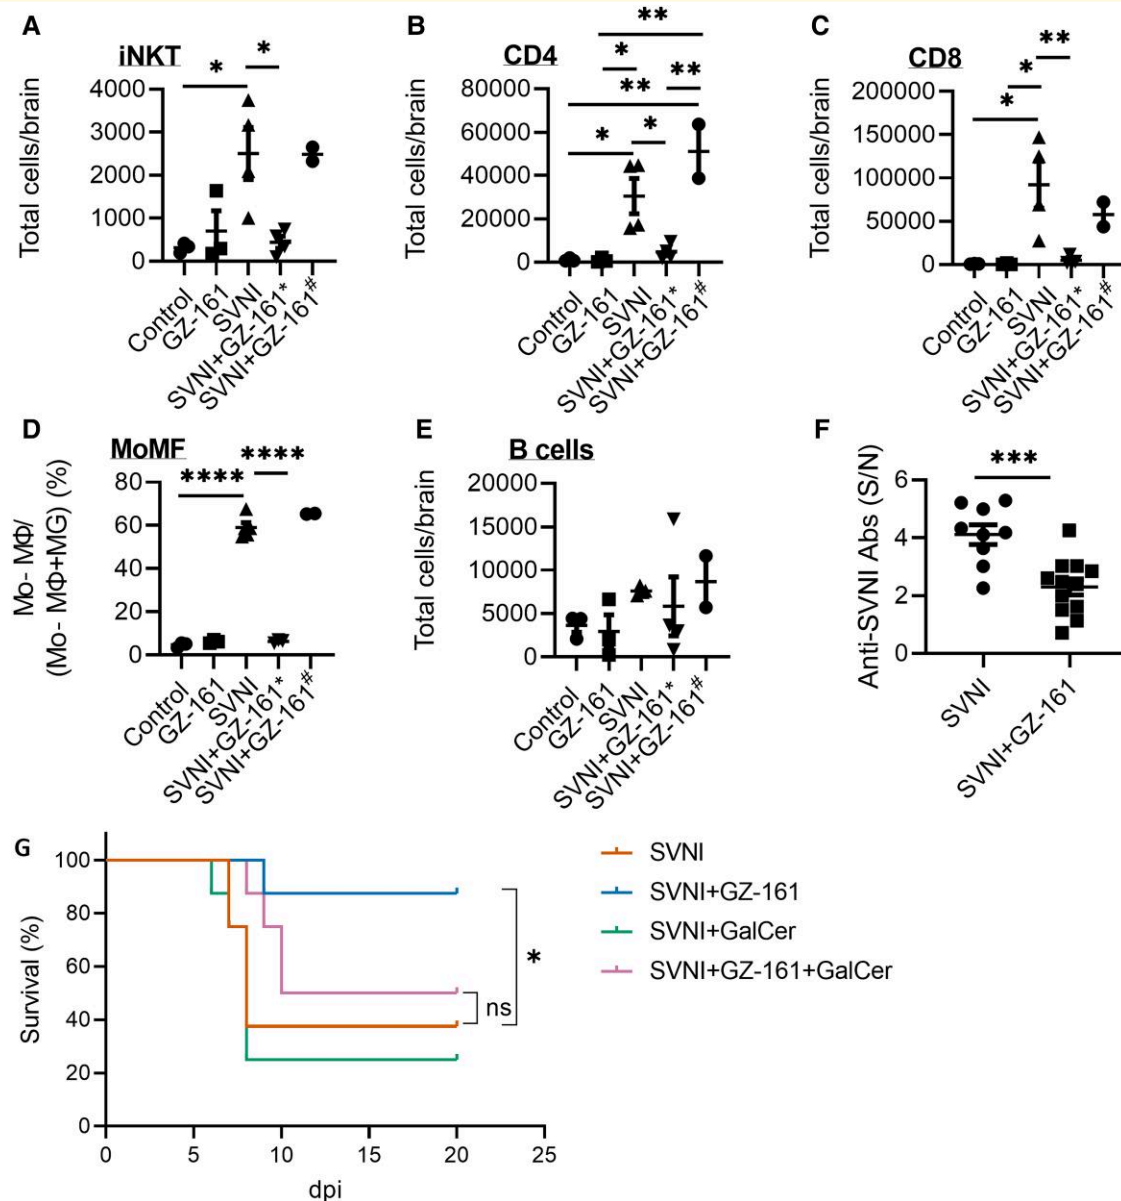 A
iNKT
*
*
Total cells/brain
4000
3000
2000
1000
0
Control
GZ-161
SVNI
SVNI+GZ-161*
SVNI+GZ-161#
B
CD4
**
*
**
**
*
*
Total cells/brain
80000
60000
40000
20000
0
Control
GZ-161
SVNI
SVNI+GZ-161*
SVNI+GZ-161#
C
CD8
**
*
*
Total cells/brain
200000
150000
100000
50000
0
Control
GZ-161
SVNI
SVNI+GZ-161*
SVNI+GZ-161#
D
MoMF
****
****
Mo- MΦ/
(Mo- MΦ+MG) (%)
80
60
40
20
0
Control
GZ-161
SVNI
SVNI+GZ-161*
SVNI+GZ-161#
E
B cells
Total cells/brain
20000
15000
10000
5000
0
Control
GZ-161
SVNI
SVNI+GZ-161*
SVNI+GZ-161#
F
***
Anti-SVNI Abs (S/N)
6
4
2
0
SVNI
SVNI+GZ-161
G
Survival (%)
100
80
60
40
20
0
0 5 10 15 20 25
dpi
ns
*
SVNI
SVNI+GZ-161
SVNI+GalCer
SVNI+GZ-161+GalCer